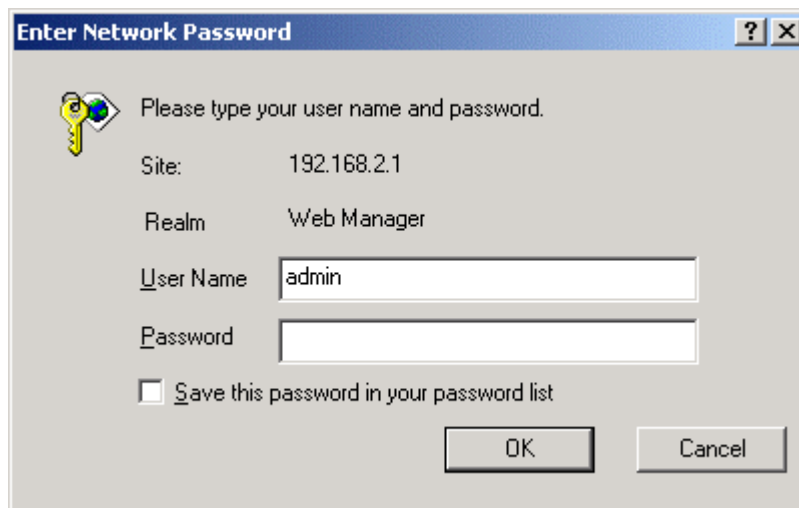 Enter Network Password
Please type your user name and password.
Site: 192.168.2.1
Realm Web Manager
User Name admin
Password
Save this password in your password list
OK Cancel